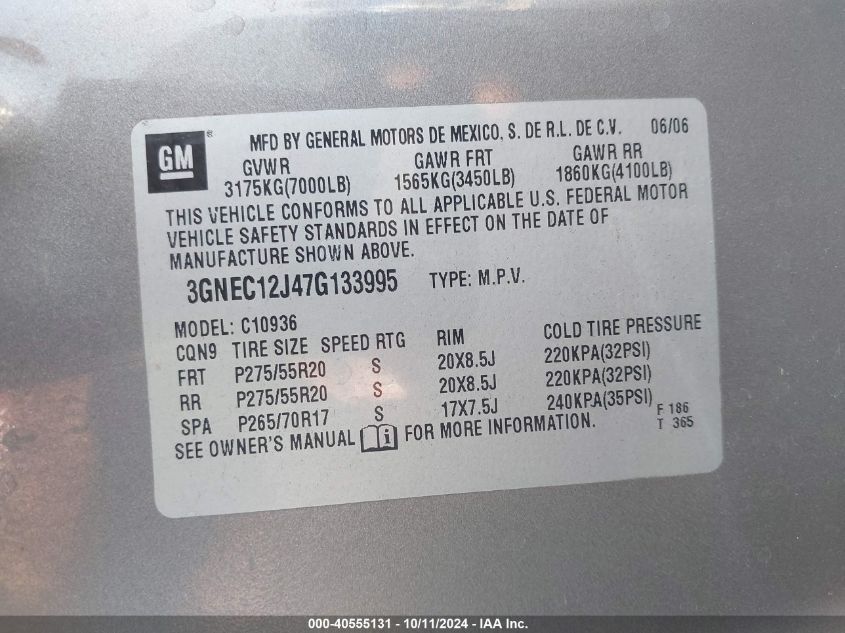 GM®
MFD BY GENERAL MOTORS DE MEXICO, S. DE R.L. DE C.V. 06/06
GVWR GAWR FRT GAWR RR
3175KG(7000LB) 1565KG(3450LB) 1860KG(4100LB)
THIS VEHICLE CONFORMS TO ALL APPLICABLE U.S. FEDERAL MOTOR
VEHICLE SAFETY STANDARDS IN EFFECT ON THE DATE OF
MANUFACTURE SHOWN ABOVE.
3GNEC12J47G133995 TYPE: M.P.V.
MODEL: C10936
CQN9 TIRE SIZE SPEED RTG RIM COLD TIRE PRESSURE
FRT P275/55R20 S 20X8.5J 220KPA(32PSI)
RR P275/55R20 S 20X8.5J 220KPA(32PSI)
SPA P265/70R17 S 17X7.5J 240KPA(35PSI) F 186
SEE OWNER'S MANUAL i FOR MORE INFORMATION. T 365
000-40555131 - 10/11/2024 - IAA Inc.